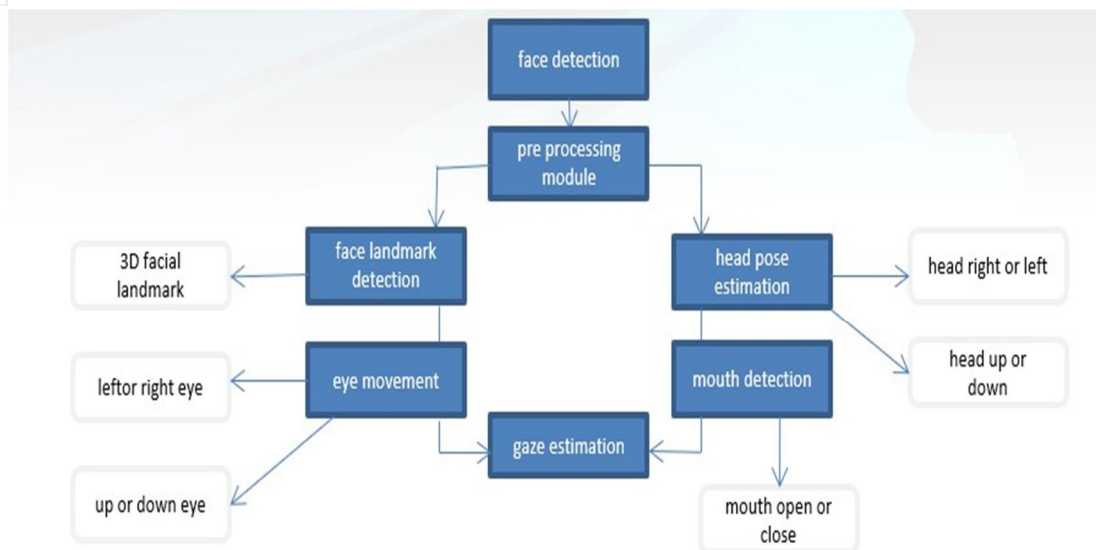 face detection
pre processing
module
face landmark
detection
3D facial
landmark
head pose
estimation
head right or left
head up or
down
eye movement
leftor right eye
up or down eye
mouth detection
gaze estimation
mouth open or
close